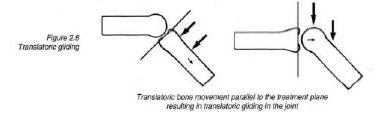 Figure 2.6
Translatoric gliding
Translatoric bone movement parallel to the treatment plane
resulting in translatoric gliding in the joint